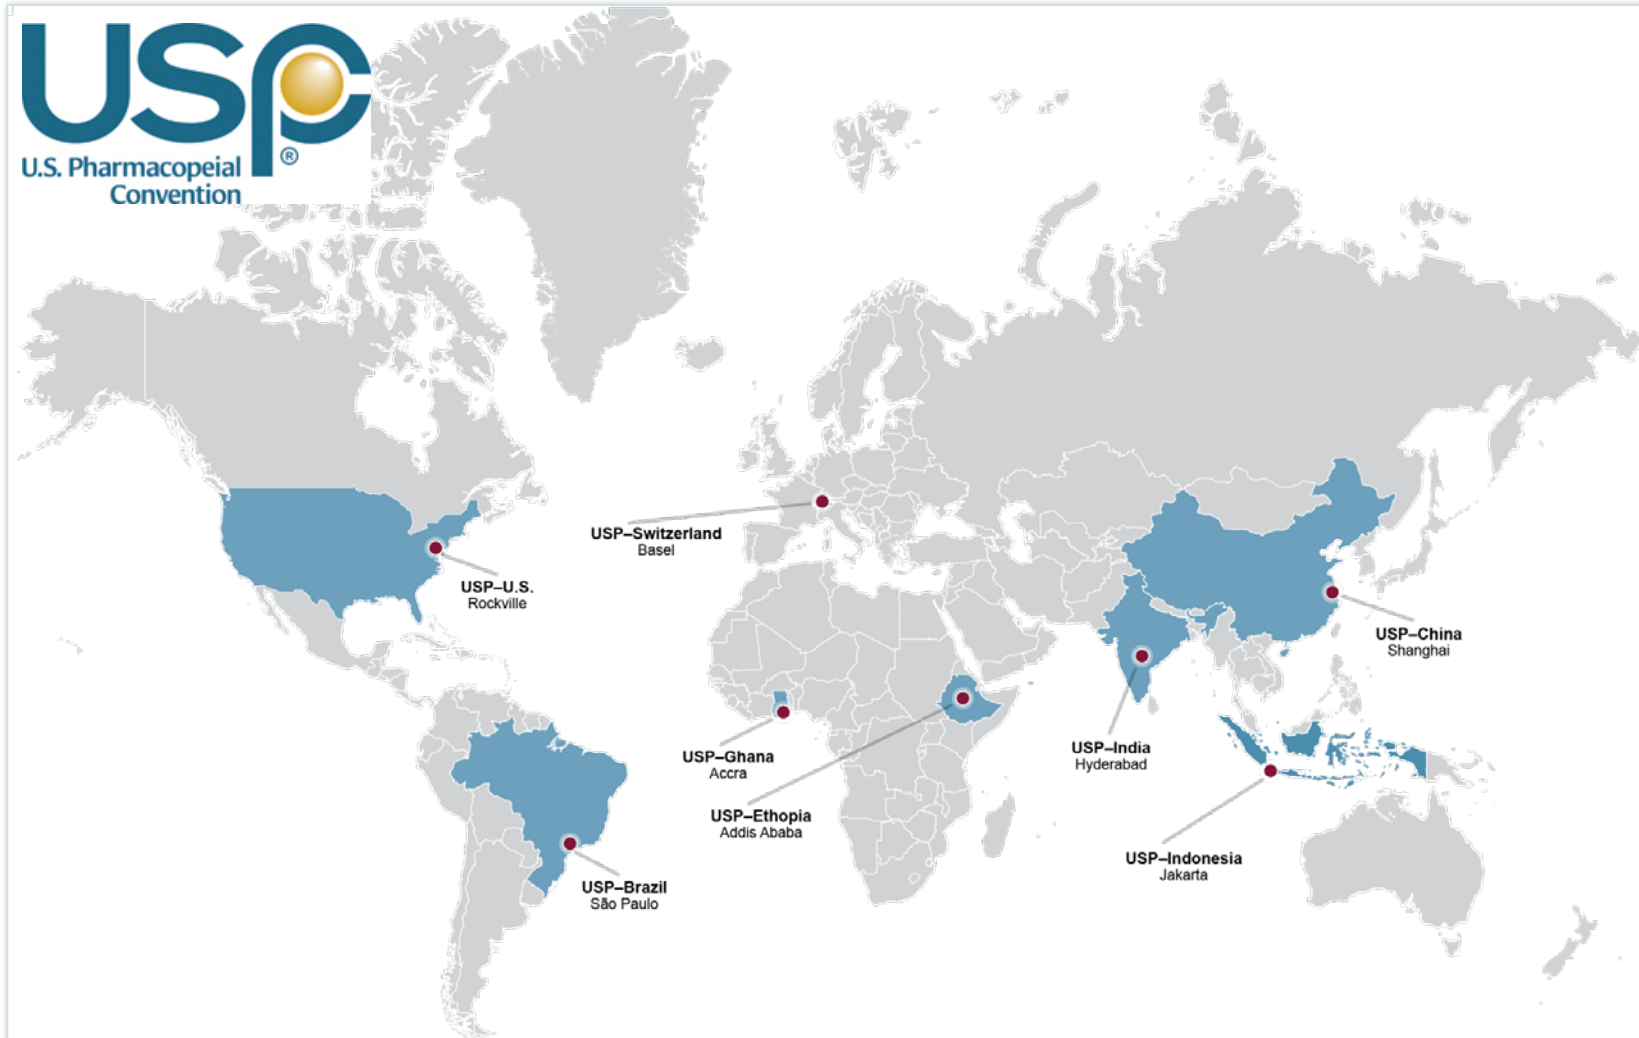 USP
U.S. Pharmacopeial
Convention
®
USP–Switzerland
Basel
USP–U.S.
Rockville
USP–China
Shanghai
USP–Ghana
Accra
USP–India
Hyderabad
USP–Ethopia
Addis Ababa
USP–Indonesia
Jakarta
USP–Brazil
São Paulo